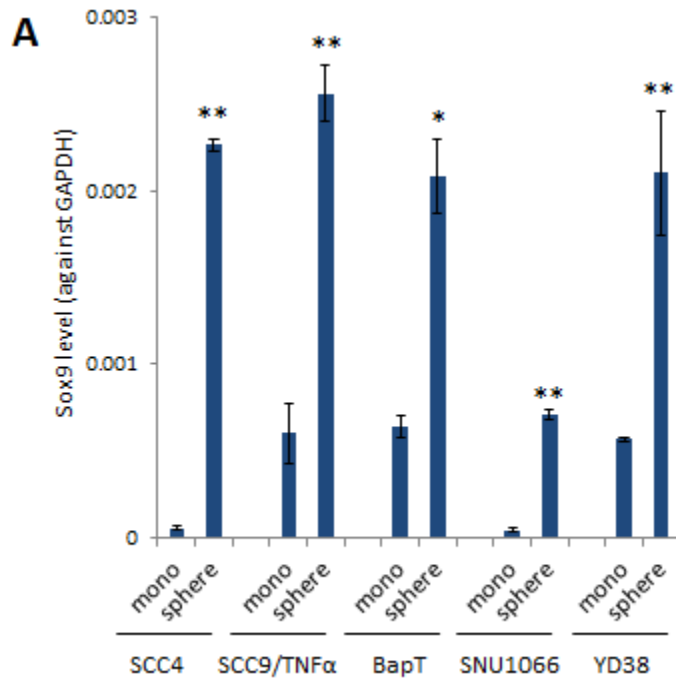 A
0.003
0.002
0.001
0
Sox9 level (against GAPDH)
**
**
*
**
**
mono sphere mono sphere mono sphere mono sphere mono sphere
SCC4 SCC9/TNFα BapT SNU1066 YD38